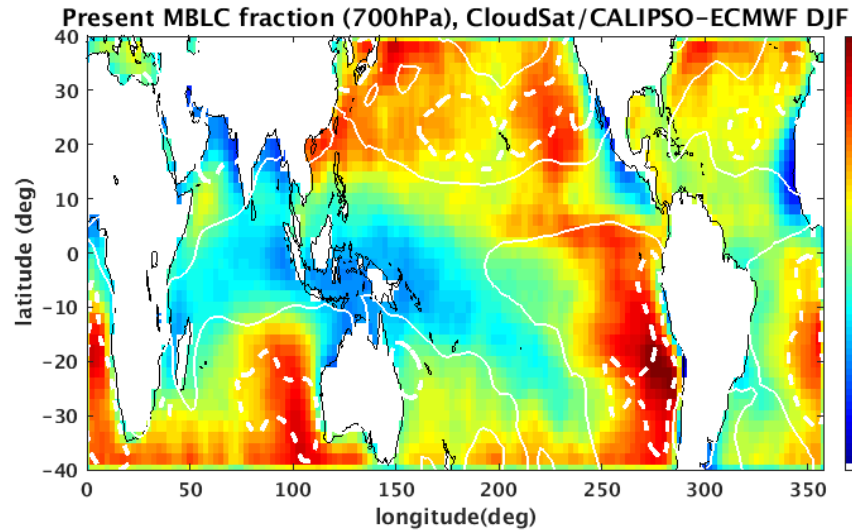 Present MBLC fraction (700hPa), CloudSat/CALIPSO-ECMWF DJF
40
30
20
10
0
-10
-20
-30
-40
latitude (deg)
0 50 100 150 200 250 300 350
longitude(deg)